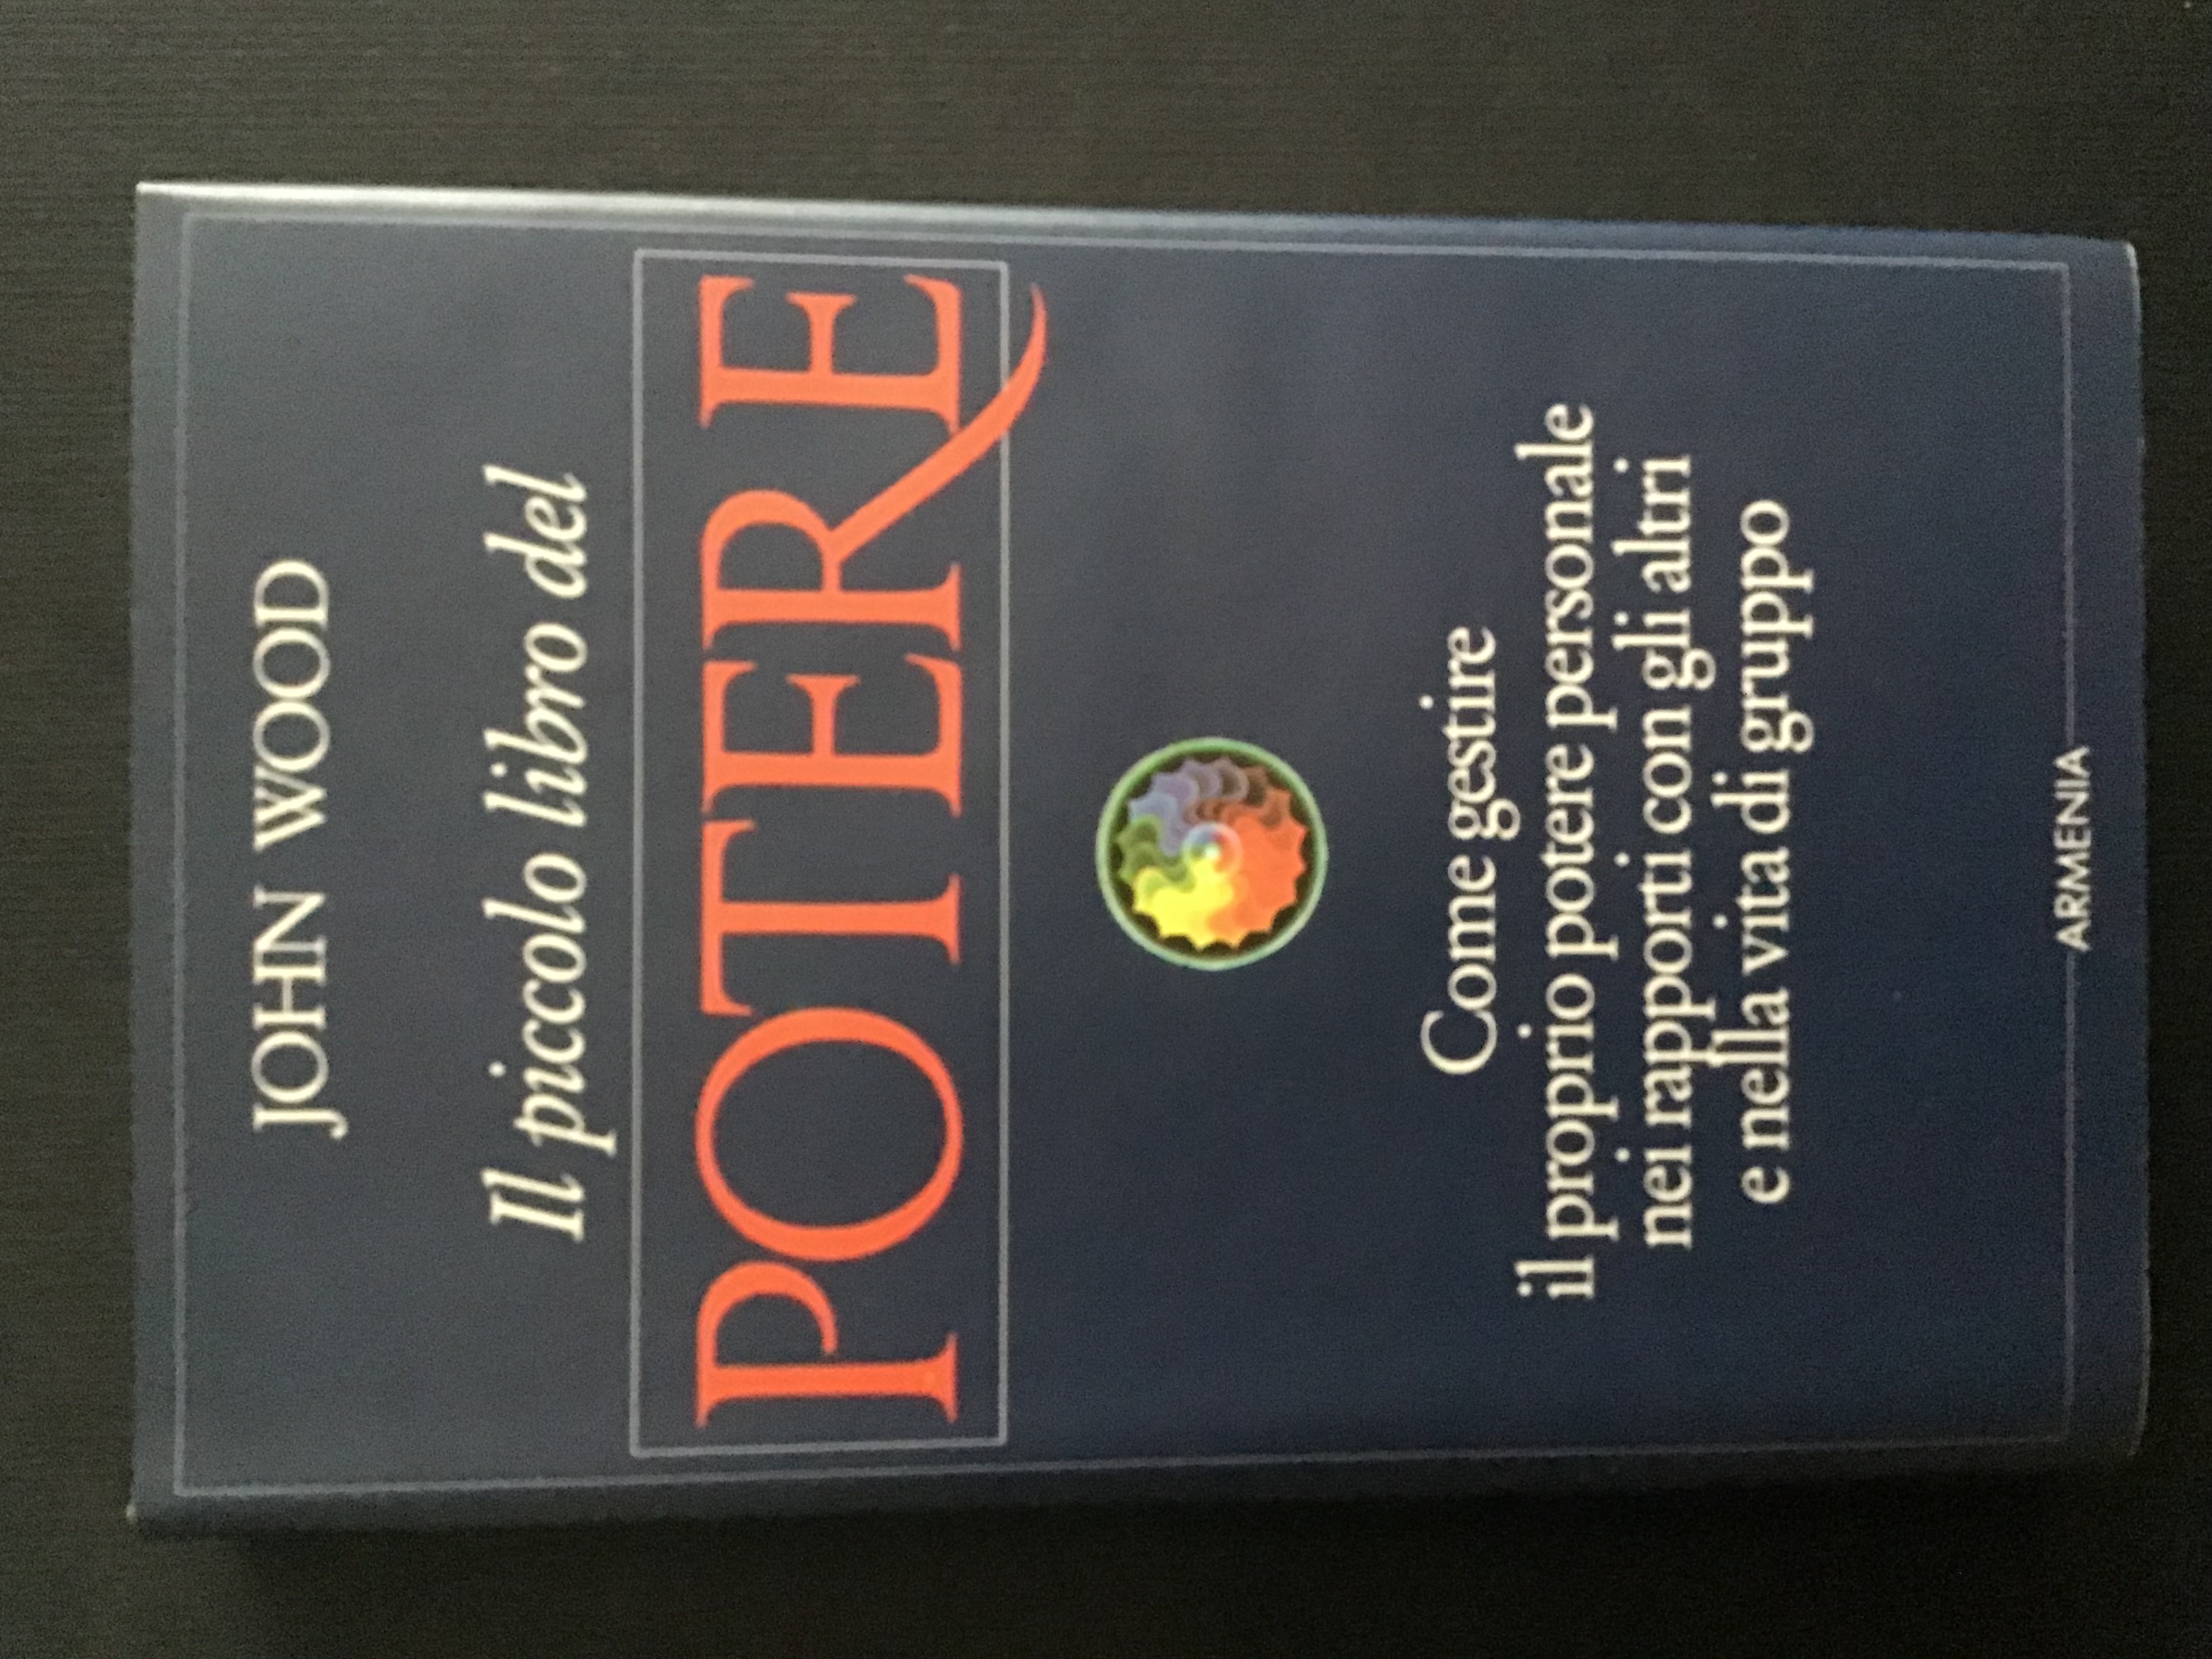 JOHN WOOD
Il piccolo libro del
POTERE
Come gestire
il proprio potere personale
nei rapporti con gli altri
e nella vita di gruppo
ARMENIA